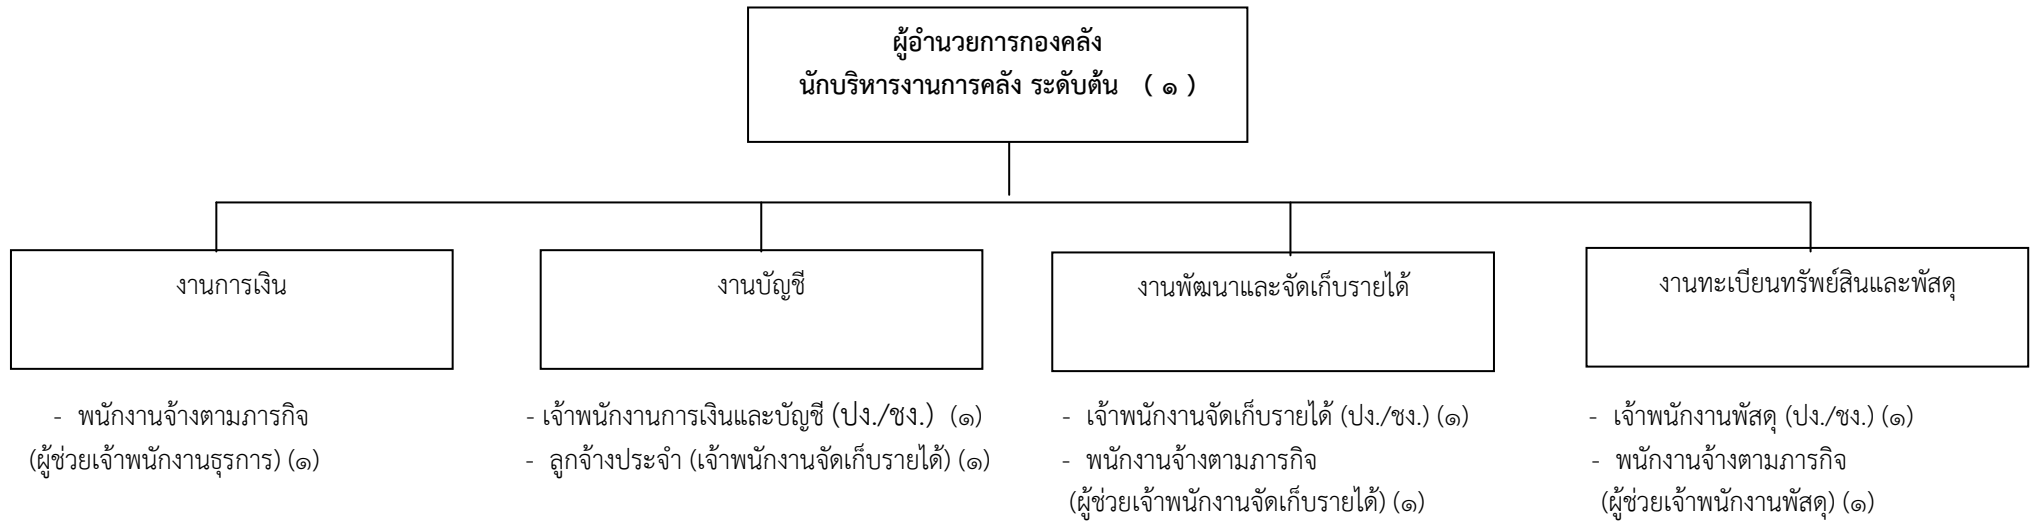 ผู้อำนวยการกองคลัง
นักบริหารงานการคลัง ระดับต้น ( ๑ )
งานการเงิน
- พนักงานจ้างตามภารกิจ
(ผู้ช่วยเจ้าพนักงานธุรการ) (๑)
งานบัญชี
- เจ้าพนักงานการเงินและบัญชี (ปง./ชง.) (๑)
- ลูกจ้างประจำ (เจ้าพนักงานจัดเก็บรายได้) (๑)
งานพัฒนาและจัดเก็บรายได้
- เจ้าพนักงานจัดเก็บรายได้ (ปง./ชง.) (๑)
- พนักงานจ้างตามภารกิจ
(ผู้ช่วยเจ้าพนักงานจัดเก็บรายได้) (๑)
งานทะเบียนทรัพย์สินและพัสดุ
- เจ้าพนักงานพัสดุ (ปง./ชง.) (๑)
- พนักงานจ้างตามภารกิจ
(ผู้ช่วยเจ้าพนักงานพัสดุ) (๑)